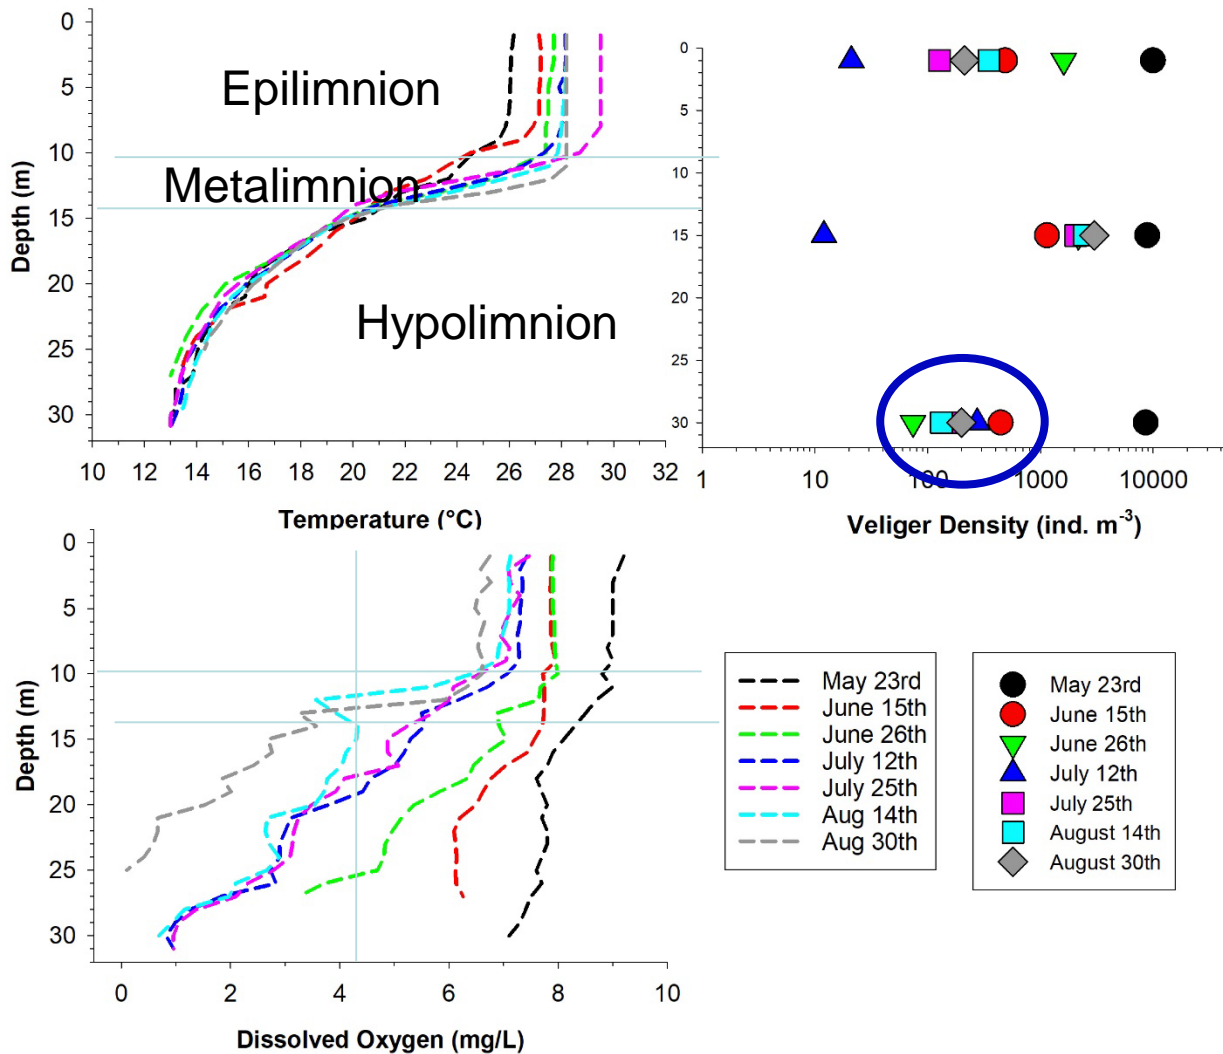 0
5
10
15
20
25
30
Depth (m)
Epilimnion
Metalimnion
Hypolimnion
10 12 14 16 18 20 22 24 26 28 30 32
Temperature (°C)
0
5
10
15
20
25
30
1 10 100 1000 10000
Veliger Density (ind. m⁻³)
0
5
10
15
20
25
30
Depth (m)
0 2 4 6 8 10
Dissolved Oxygen (mg/L)
May 23rd
June 15th
June 26th
July 12th
July 25th
Aug 14th
Aug 30th
May 23rd
June 15th
June 26th
July 12th
July 25th
August 14th
August 30th